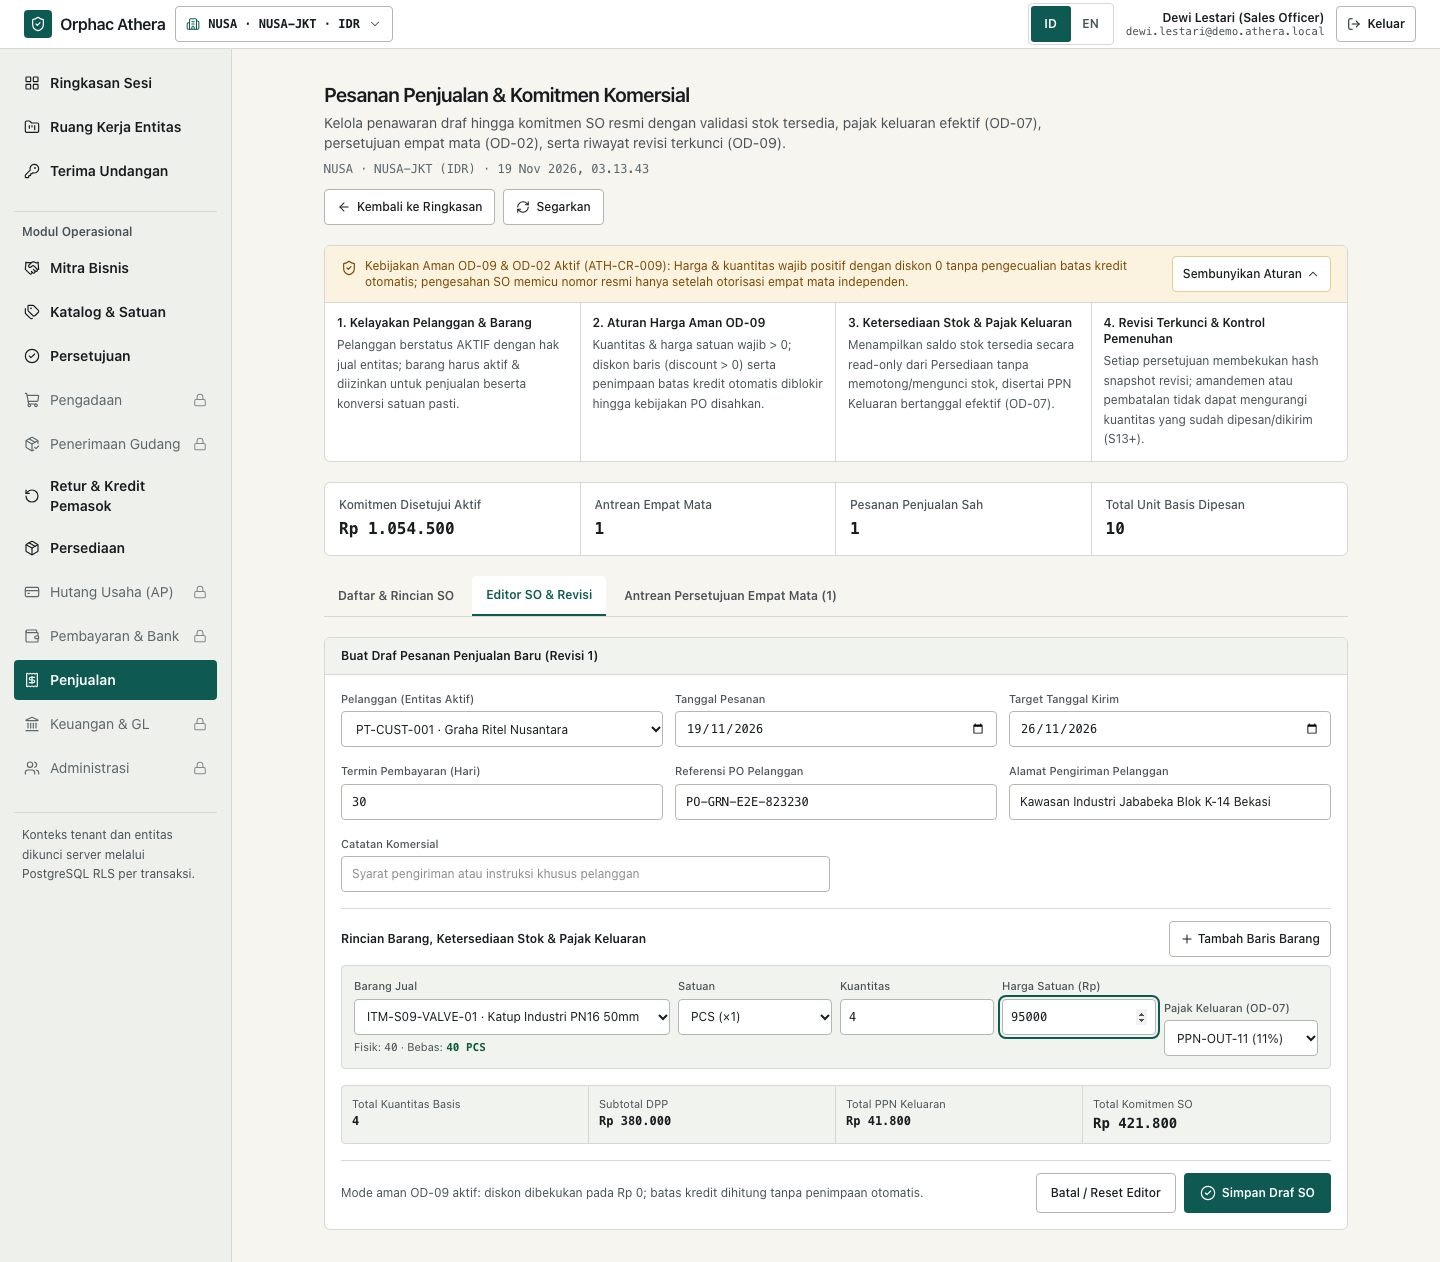 Orphac Athera
NUSA · NUSA-JKT · IDR
ID
EN
Dewi Lestari (Sales Officer)
dewi.lestari@demo.athera.local
Keluar
Ringkasan Sesi
Ruang Kerja Entitas
Terima Undangan
Modul Operasional
Mitra Bisnis
Katalog & Satuan
Persetujuan
Pengadaan
Penerimaan Gudang
Retur & Kredit
Pemasok
Persediaan
Hutang Usaha (AP)
Pembayaran & Bank
Penjualan
Keuangan & GL
Administrasi
Konteks tenant dan entitas
dikunci server melalui
PostgreSQL RLS per transaksi.
Pesanan Penjualan & Komitmen Komersial
Kelola penawaran draf hingga komitmen SO resmi dengan validasi stok tersedia, pajak keluaran efektif (OD-07),
persetujuan empat mata (OD-02), serta riwayat revisi terkunci (OD-09).
NUSA · NUSA-JKT (IDR) · 19 Nov 2026, 03.13.43
Kembali ke Ringkasan
Segarkan
Kebijakan Aman OD-09 & OD-02 Aktif (ATH-CR-009): Harga & kuantitas wajib positif dengan diskon 0 tanpa pengecualian batas kredit
otomatis; pengesahan SO memicu nomor resmi hanya setelah otorisasi empat mata independen.
Sembunyikan Aturan
1. Kelayakan Pelanggan & Barang
Pelanggan berstatus AKTIF dengan hak
jual entitas; barang harus aktif &
diizinkan untuk penjualan beserta
konversi satuan pasti.
2. Aturan Harga Aman OD-09
Kuantitas & harga satuan wajib > 0;
diskon baris (discount > 0) serta
penimpaan batas kredit otomatis diblokir
hingga kebijakan PO disahkan.
3. Ketersediaan Stok & Pajak Keluaran
Menampilkan saldo stok tersedia secara
read-only dari Persediaan tanpa
memotong/mengunci stok, disertai PPN
Keluaran bertanggal efektif (OD-07).
4. Revisi Terkunci & Kontrol
Pemenuhan
Setiap persetujuan membekukan hash
snapshot revisi; amandemen atau
pembatalan tidak dapat mengurangi
kuantitas yang sudah dipesan/dikirim
(S13+).
Komitmen Disetujui Aktif
Rp 1.054.500
Antrean Empat Mata
1
Pesanan Penjualan Sah
1
Total Unit Basis Dipesan
10
Daftar & Rincian SO
Editor SO & Revisi
Antrean Persetujuan Empat Mata (1)
Buat Draf Pesanan Penjualan Baru (Revisi 1)
Pelanggan (Entitas Aktif)
PT-CUST-001 · Graha Ritel Nusantara
Tanggal Pesanan
19/11/2026
Target Tanggal Kirim
26/11/2026
Termin Pembayaran (Hari)
30
Referensi PO Pelanggan
PO-GRN-E2E-823230
Alamat Pengiriman Pelanggan
Kawasan Industri Jababeka Blok K-14 Bekasi
Catatan Komersial
Syarat pengiriman atau instruksi khusus pelanggan
Rincian Barang, Ketersediaan Stok & Pajak Keluaran
Tambah Baris Barang
Barang Jual
ITM-S09-VALVE-01 · Katup Industri PN16 50mm
Fisik: 40 · Bebas: 40 PCS
Satuan
PCS (×1)
Kuantitas
4
Harga Satuan (Rp)
95000
Pajak Keluaran (OD-07)
PPN-OUT-11 (11%)
Total Kuantitas Basis
4
Subtotal DPP
Rp 380.000
Total PPN Keluaran
Rp 41.800
Total Komitmen SO
Rp 421.800
Mode aman OD-09 aktif: diskon dibekukan pada Rp 0; batas kredit dihitung tanpa penimpaan otomatis.
Batal / Reset Editor
Simpan Draf SO